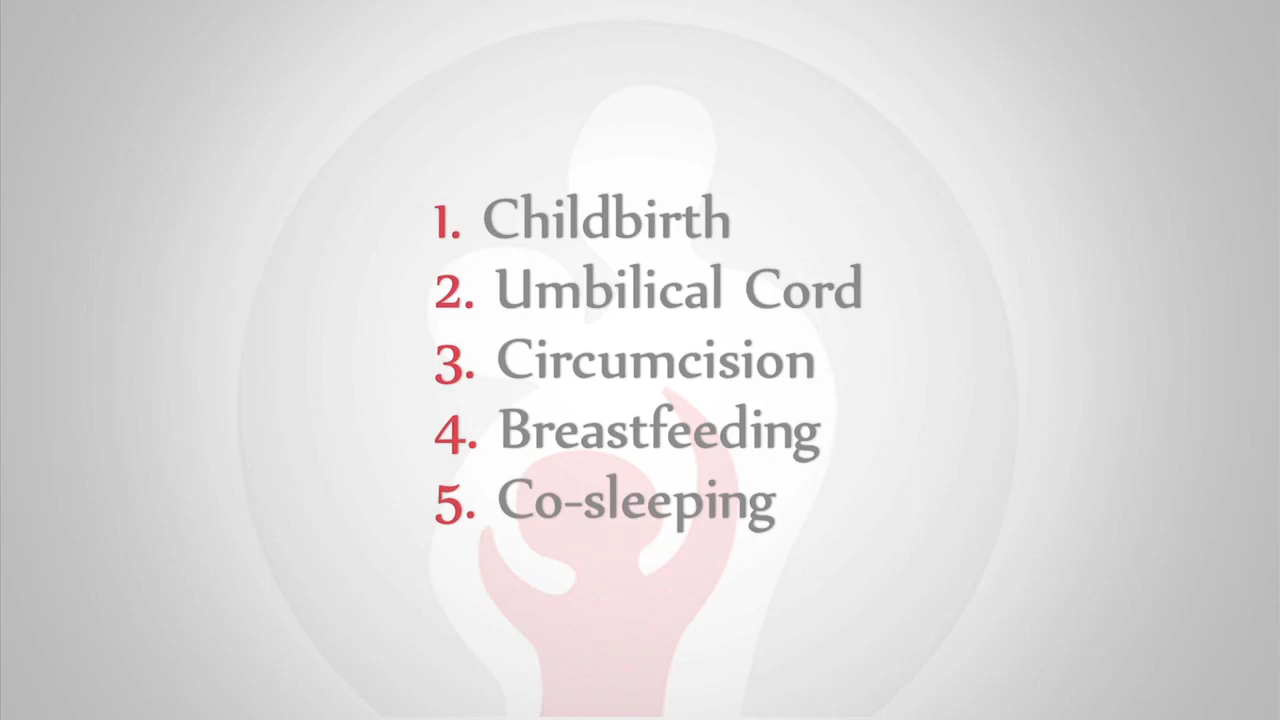 1. Childbirth
2. Umbilical Cord
3. Circumcision
4. Breastfeeding
5. Co-sleeping